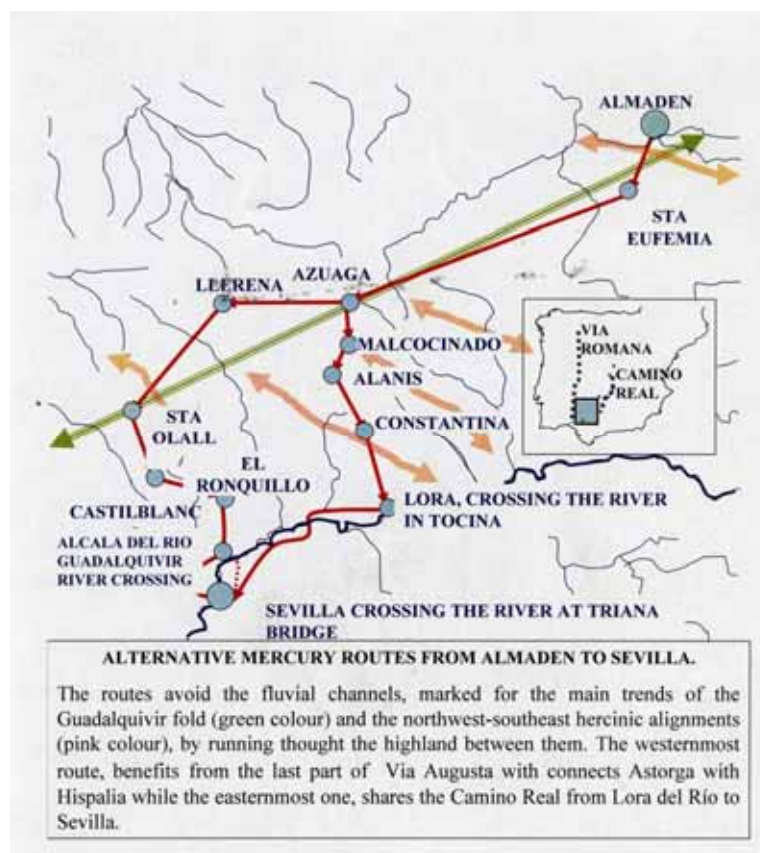 ALMADEN
STA
EUFEMIA
AZUAGA
LLERENA
MALCOCINADO
VIA
ROMANA
CAMINO
REAL
ALANIS
STA
OLALL
CONSTANTINA
EL
RONQUILLO
CASTILBLANC
LORA, CROSSING THE RIVER
IN TOCINA
ALCALA DEL RIO
GUADALQUIVIR
RIVER CROSSING
SEVILLA CROSSING THE RIVER AT TRIANA
BRIDGE
ALTERNATIVE MERCURY ROUTES FROM ALMADEN TO SEVILLA.
The routes avoid the fluvial channels, marked for the main trends of the
Guadalquivir fold (green colour) and the northwest-southeast hercinic alignments
(pink colour), by running thought the highland between them. The westernmost
route, benefits from the last part of Via Augusta with connects Astorga with
Hispalia while the easternmost one, shares the Camino Real from Lora del Río to
Sevilla.